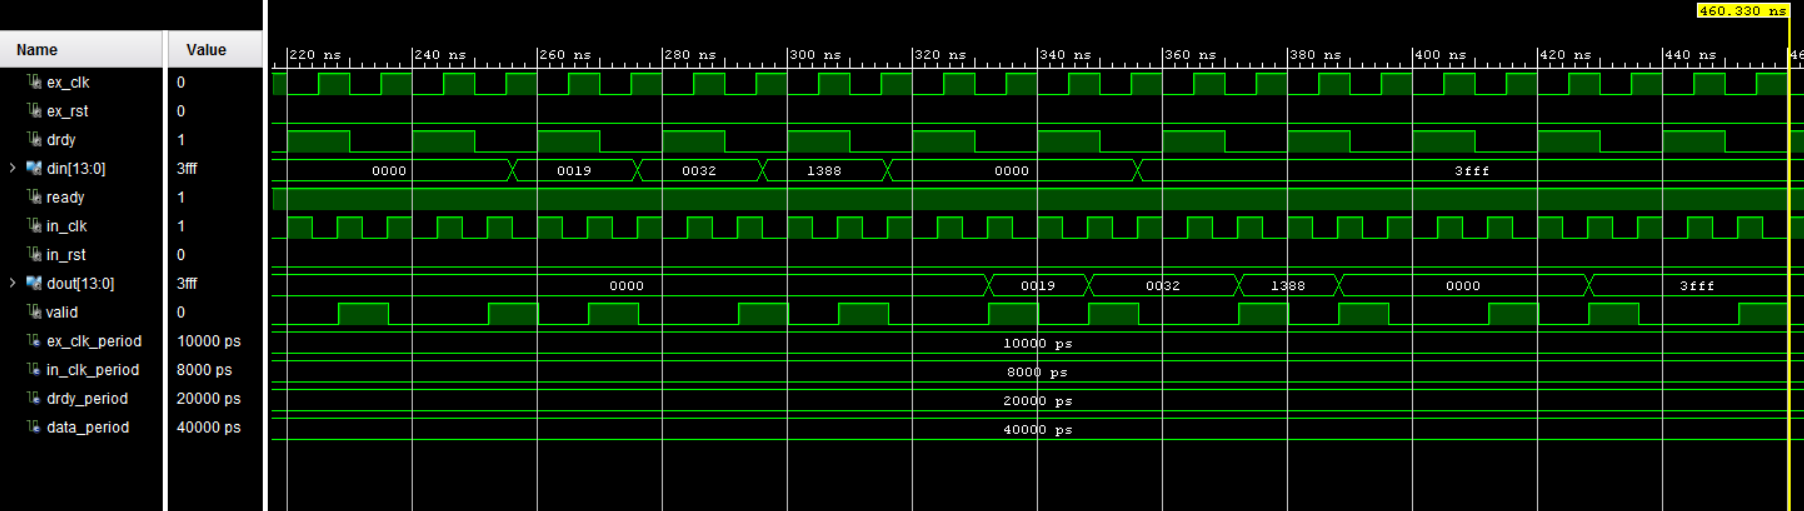 460.330 ns
Name Value 220 ns 240 ns 260 ns 280 ns 300 ns 320 ns 340 ns 360 ns 380 ns 400 ns 420 ns 440 ns 46
ex_clk 0
ex_rst 0
drdy 1
din[13:0] 3fff 0000 0019 0032 1388 0000 3fff
ready 1
in_clk 1
in_rst 0
dout[13:0] 3fff 0000 0019 0032 1388 0000 3fff
valid 0
ex_clk_period 10000 ps 10000 ps
in_clk_period 8000 ps 8000 ps
drdy_period 20000 ps 20000 ps
data_period 40000 ps 40000 ps